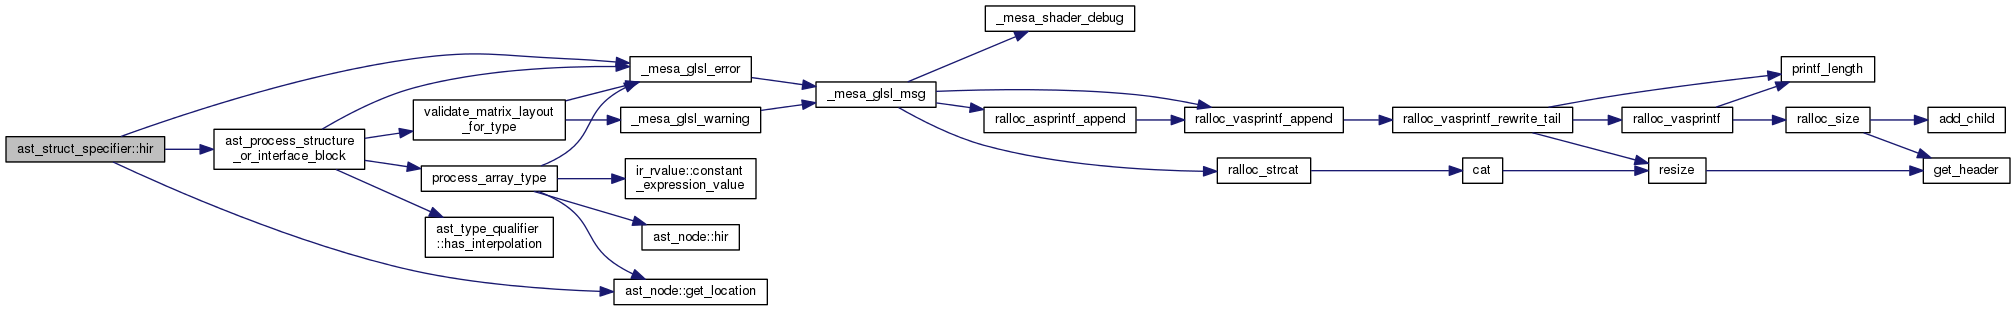 ast_struct_specifier::hir
ast_process_structure
_or_interface_block
validate_matrix_layout
_for_type
process_array_type
ast_type_qualifier
::has_interpolation
_mesa_glsl_error
_mesa_glsl_warning
ir_rvalue::constant
_expression_value
ast_node::hir
ast_node::get_location
_mesa_glsl_msg
_mesa_shader_debug
ralloc_asprintf_append
ralloc_vasprintf_append
ralloc_strcat
ralloc_vasprintf_rewrite_tail
cat
printf_length
ralloc_vasprintf
resize
ralloc_size
add_child
get_header